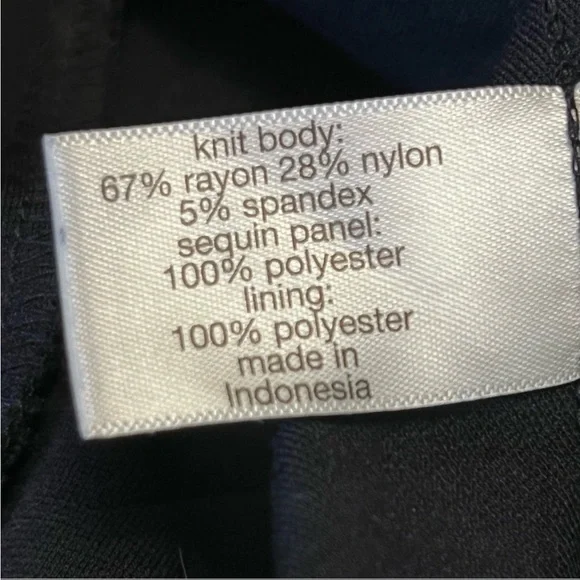 knit body:
67% rayon 28% nylon
5% spandex
sequin panel:
100% polyester
lining:
100% polyester
made in
Indonesia